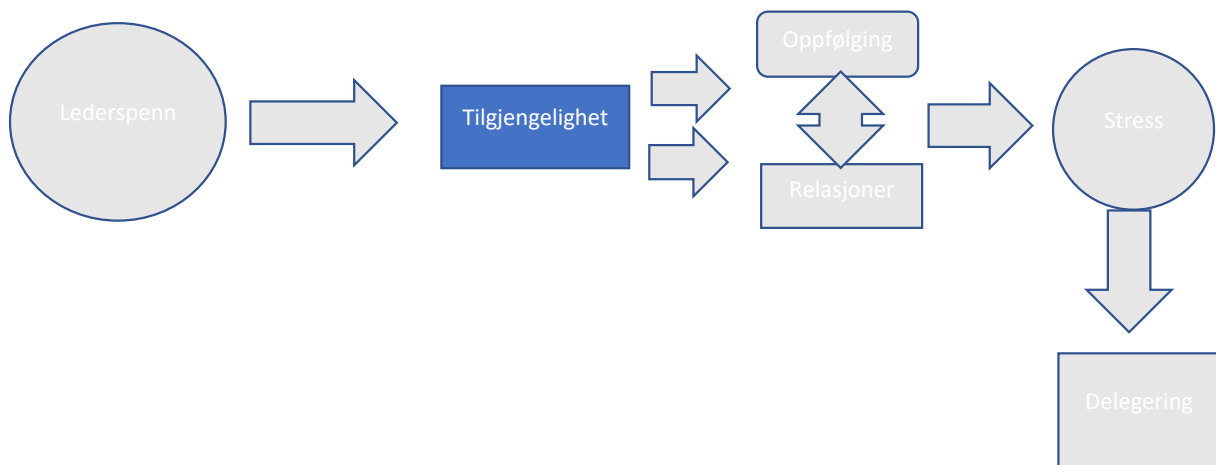 Lederspenn
Tilgjengelighet
Oppfølging
Relasjoner
Stress
Delegering